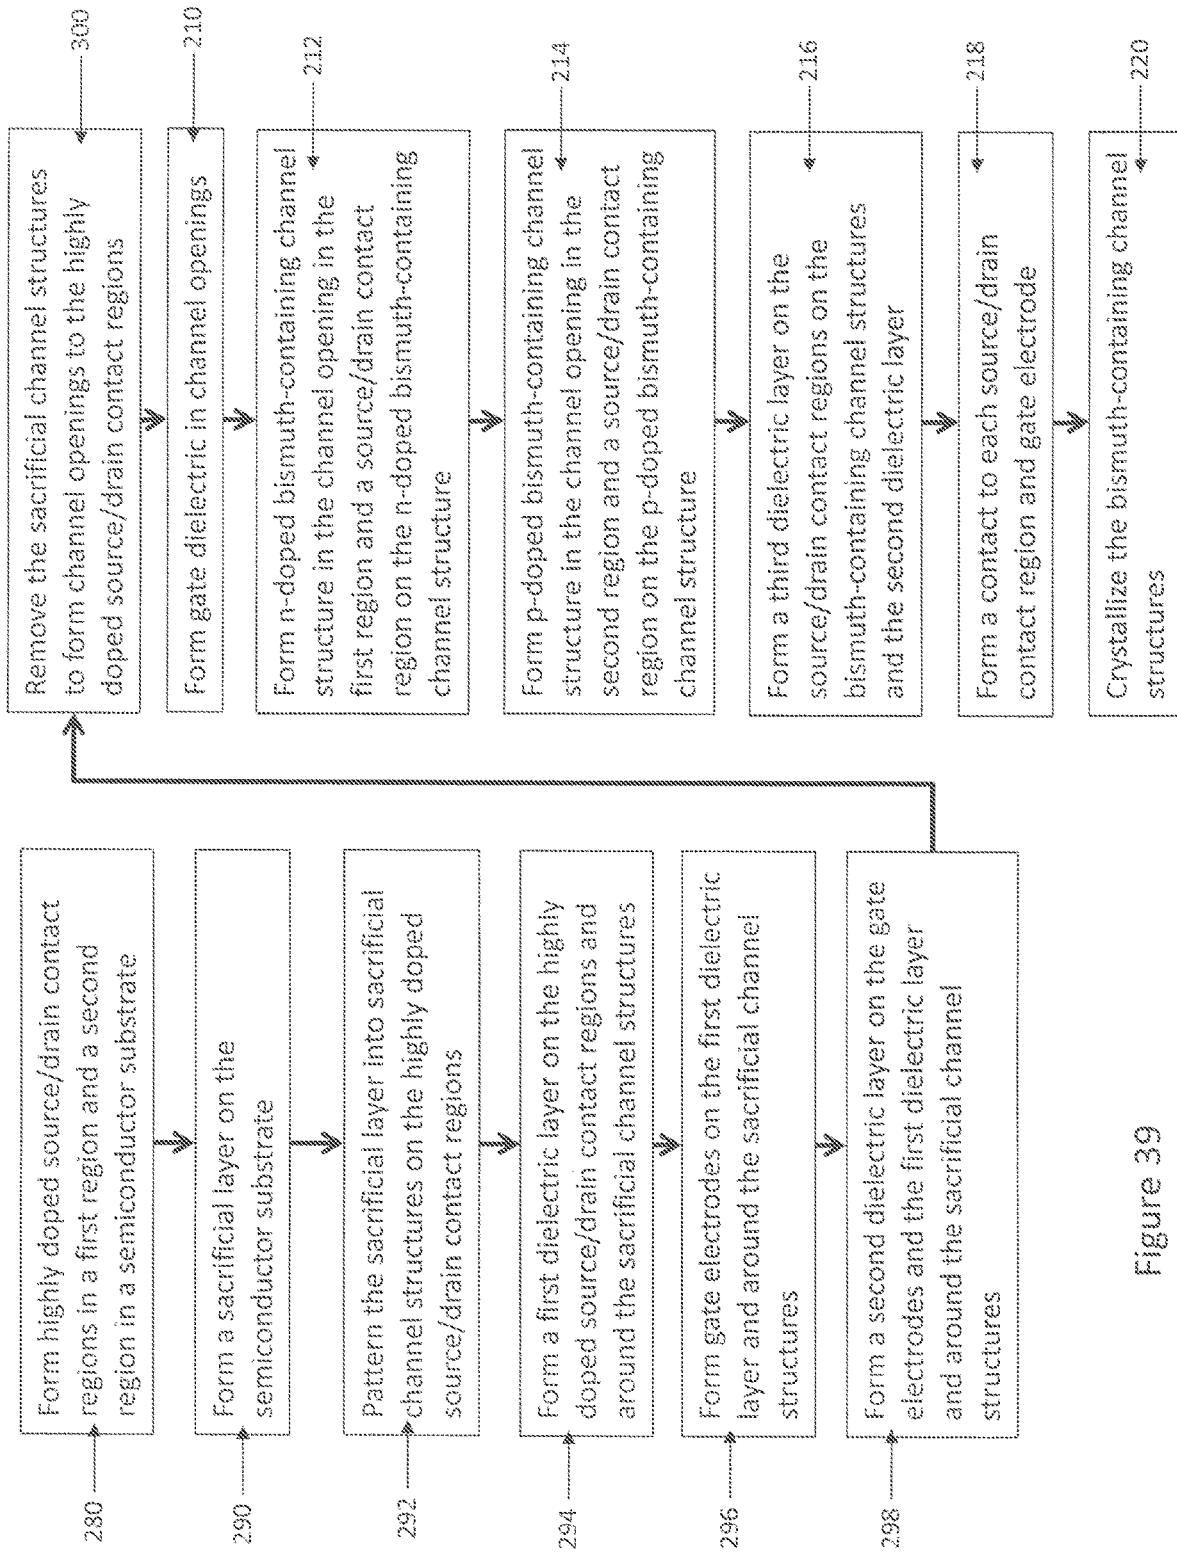 280
Form highly doped source/drain contact
regions in a first region and a second
region in a semiconductor substrate
290
Form a sacrificial layer on the
semiconductor substrate
292
Pattern the sacrificial layer into sacrificial
channel structures on the highly doped
source/drain contact regions
294
Form a first dielectric layer on the highly
doped source/drain contact regions and
around the sacrificial channel structures
296
Form gate electrodes on the first dielectric
layer and around the sacrificial channel
structures
298
Form a second dielectric layer on the gate
electrodes and the first dielectric layer
and around the sacrificial channel
structures
Remove the sacrificial channel structures
to form channel openings to the highly
doped source/drain contact regions
300
Form gate dielectric in channel openings
210
Form n-doped bismuth-containing channel
structure in the channel opening in the
first region and a source/drain contact
region on the n-doped bismuth-containing
channel structure
212
Form p-doped bismuth-containing channel
structure in the channel opening in the
second region and a source/drain contact
region on the p-doped bismuth-containing
channel structure
214
Form a third dielectric layer on the
source/drain contact regions on the
bismuth-containing channel structures
and the second dielectric layer
216
Form a contact to each source/drain
contact region and gate electrode
218
Crystallize the bismuth-containing channel
structures
220
Figure 39